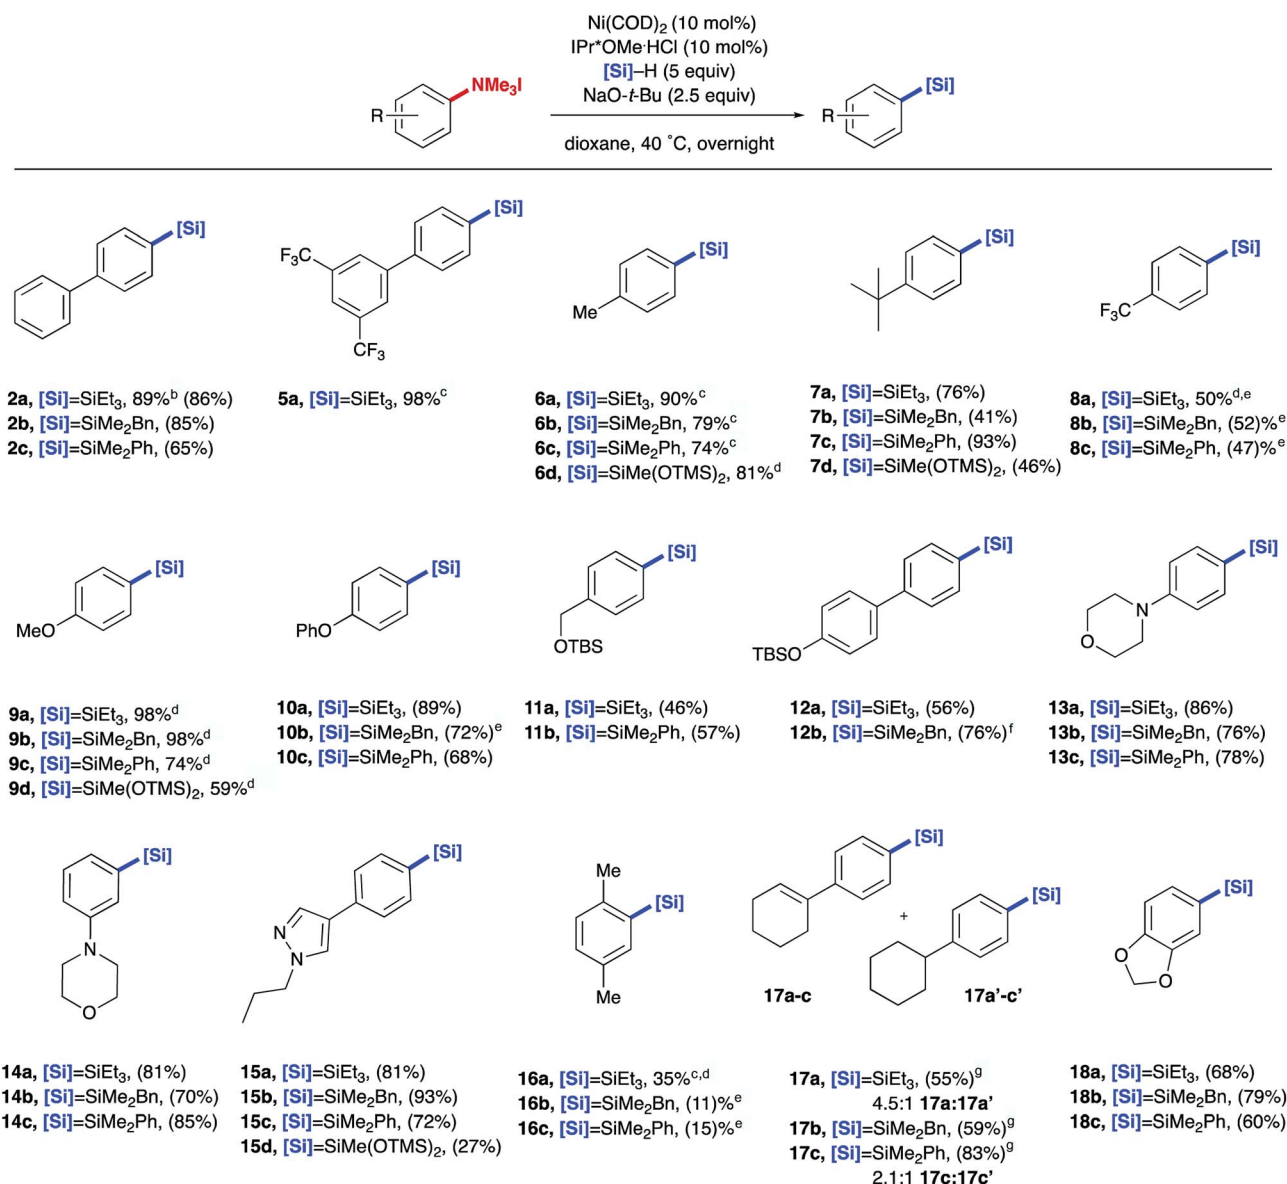 Ni(COD)₂ (10 mol%)
IPr*OMe·HCl (10 mol%)
[Si]–H (5 equiv)
NaO-t-Bu (2.5 equiv)
dioxane, 40 ˚C, overnight
R
NMe₃I
R
[Si]
[Si]
F₃C
CF₃
[Si]
Me
[Si]
[Si]
F₃C
[Si]
2a, [Si]=SiEt₃, 89%ᵇ (86%)
2b, [Si]=SiMe₂Bn, (85%)
2c, [Si]=SiMe₂Ph, (65%)
5a, [Si]=SiEt₃, 98%ᶜ
6a, [Si]=SiEt₃, 90%ᶜ
6b, [Si]=SiMe₂Bn, 79%ᶜ
6c, [Si]=SiMe₂Ph, 74%ᶜ
6d, [Si]=SiMe(OTMS)₂, 81%ᵈ
7a, [Si]=SiEt₃, (76%)
7b, [Si]=SiMe₂Bn, (41%)
7c, [Si]=SiMe₂Ph, (93%)
7d, [Si]=SiMe(OTMS)₂, (46%)
8a, [Si]=SiEt₃, 50%ᵈ,ᵉ
8b, [Si]=SiMe₂Bn, (52)%ᵉ
8c, [Si]=SiMe₂Ph, (47)%ᵉ
MeO
[Si]
PhO
[Si]
OTBS
[Si]
TBSO
[Si]
O
N
[Si]
9a, [Si]=SiEt₃, 98%ᵈ
9b, [Si]=SiMe₂Bn, 98%ᵈ
9c, [Si]=SiMe₂Ph, 74%ᵈ
9d, [Si]=SiMe(OTMS)₂, 59%ᵈ
10a, [Si]=SiEt₃, (89%)
10b, [Si]=SiMe₂Bn, (72%)ᵉ
10c, [Si]=SiMe₂Ph, (68%)
11a, [Si]=SiEt₃, (46%)
11b, [Si]=SiMe₂Ph, (57%)
12a, [Si]=SiEt₃, (56%)
12b, [Si]=SiMe₂Bn, (76%)ᶠ
13a, [Si]=SiEt₃, (86%)
13b, [Si]=SiMe₂Bn, (76%)
13c, [Si]=SiMe₂Ph, (78%)
[Si]
N
O
[Si]
N
N
Me
[Si]
Me
[Si]
17a-c
+
[Si]
17a’-c’
[Si]
O
O
14a, [Si]=SiEt₃, (81%)
14b, [Si]=SiMe₂Bn, (70%)
14c, [Si]=SiMe₂Ph, (85%)
15a, [Si]=SiEt₃, (81%)
15b, [Si]=SiMe₂Bn, (93%)
15c, [Si]=SiMe₂Ph, (72%)
15d, [Si]=SiMe(OTMS)₂, (27%)
16a, [Si]=SiEt₃, 35%ᶜ,ᵈ
16b, [Si]=SiMe₂Bn, (11)%ᵉ
16c, [Si]=SiMe₂Ph, (15)%ᵉ
17a, [Si]=SiEt₃, (55%)ᵍ
4.5:1 17a:17a’
17b, [Si]=SiMe₂Bn, (59%)ᵍ
17c, [Si]=SiMe₂Ph, (83%)ᵍ
2.1:1 17c:17c’
18a, [Si]=SiEt₃, (68%)
18b, [Si]=SiMe₂Bn, (79%)
18c, [Si]=SiMe₂Ph, (60%)